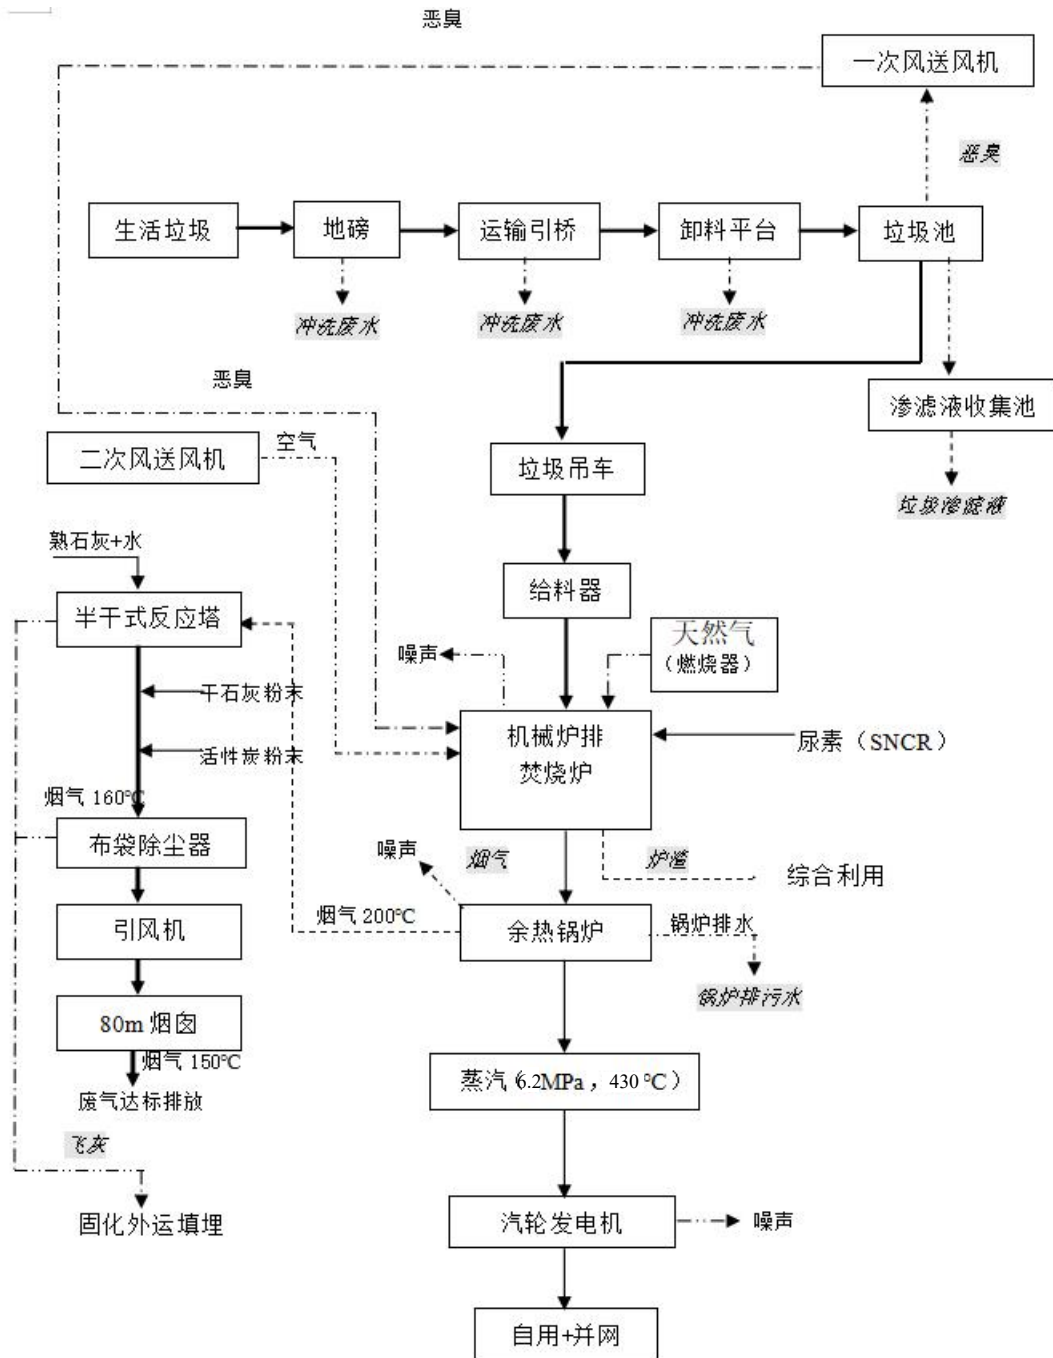 恶臭
一次风送风机
恶臭
生活垃圾
地磅
运输引桥
卸料平台
垃圾池
冲洗废水
冲洗废水
冲洗废水
恶臭
渗滤液收集池
二次风送风机
空气
垃圾吊车
垃圾渗滤液
熟石灰+水
给料器
半干式反应塔
天然气
（燃烧器）
噪声
干石灰粉末
机械炉排
焚烧炉
尿素（SNCR）
活性炭粉末
烟气 160℃
布袋除尘器
噪声
烟气
炉渣
综合利用
烟气 200℃
引风机
余热锅炉
锅炉排水
锅炉排污水
80m 烟囱
烟气 150℃
蒸汽（6.2MPa，430℃）
废气达标排放
飞灰
固化外运填埋
汽轮发电机
噪声
自用+并网